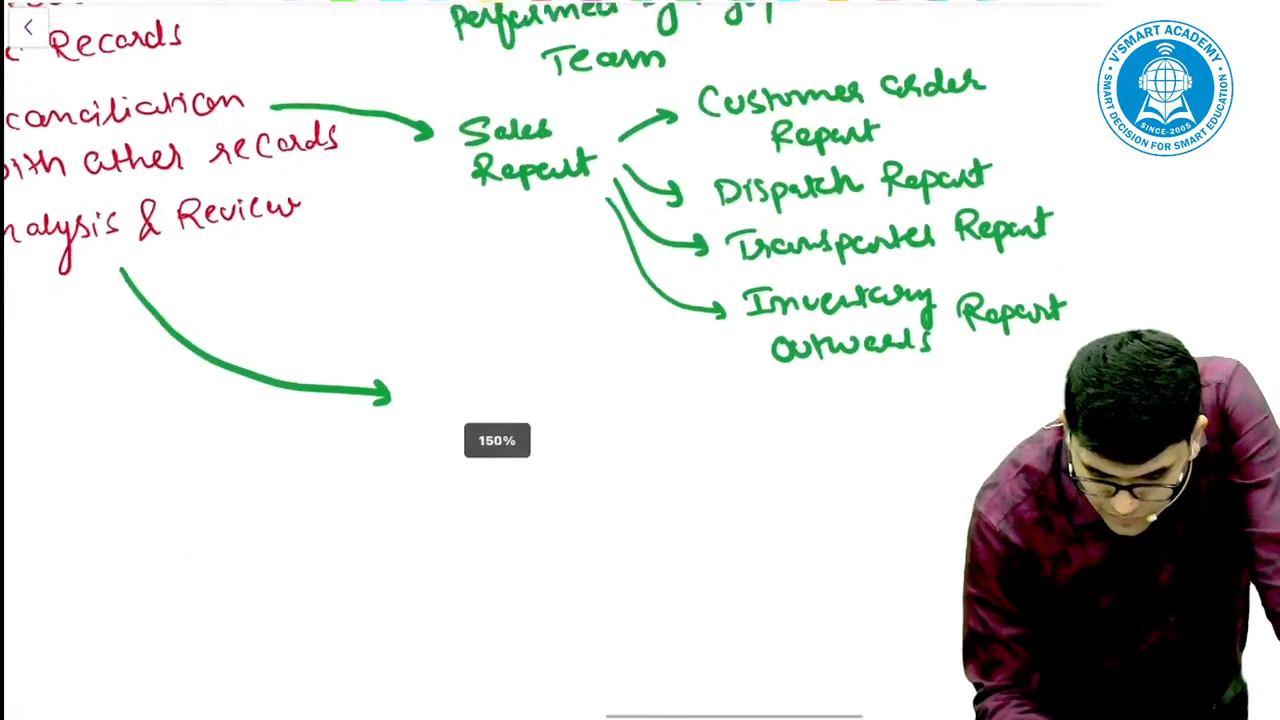 Performed
Team
Records
conciliation
with other records
nalysis & Review
Sales
Report
Customer order
Report
Dispatch Report
Transporter Report
Inventory
outwards Report
150%
V'SMART ACADEMY
SMART DECISION FOR SMART EDUCATION
SINCE-2005